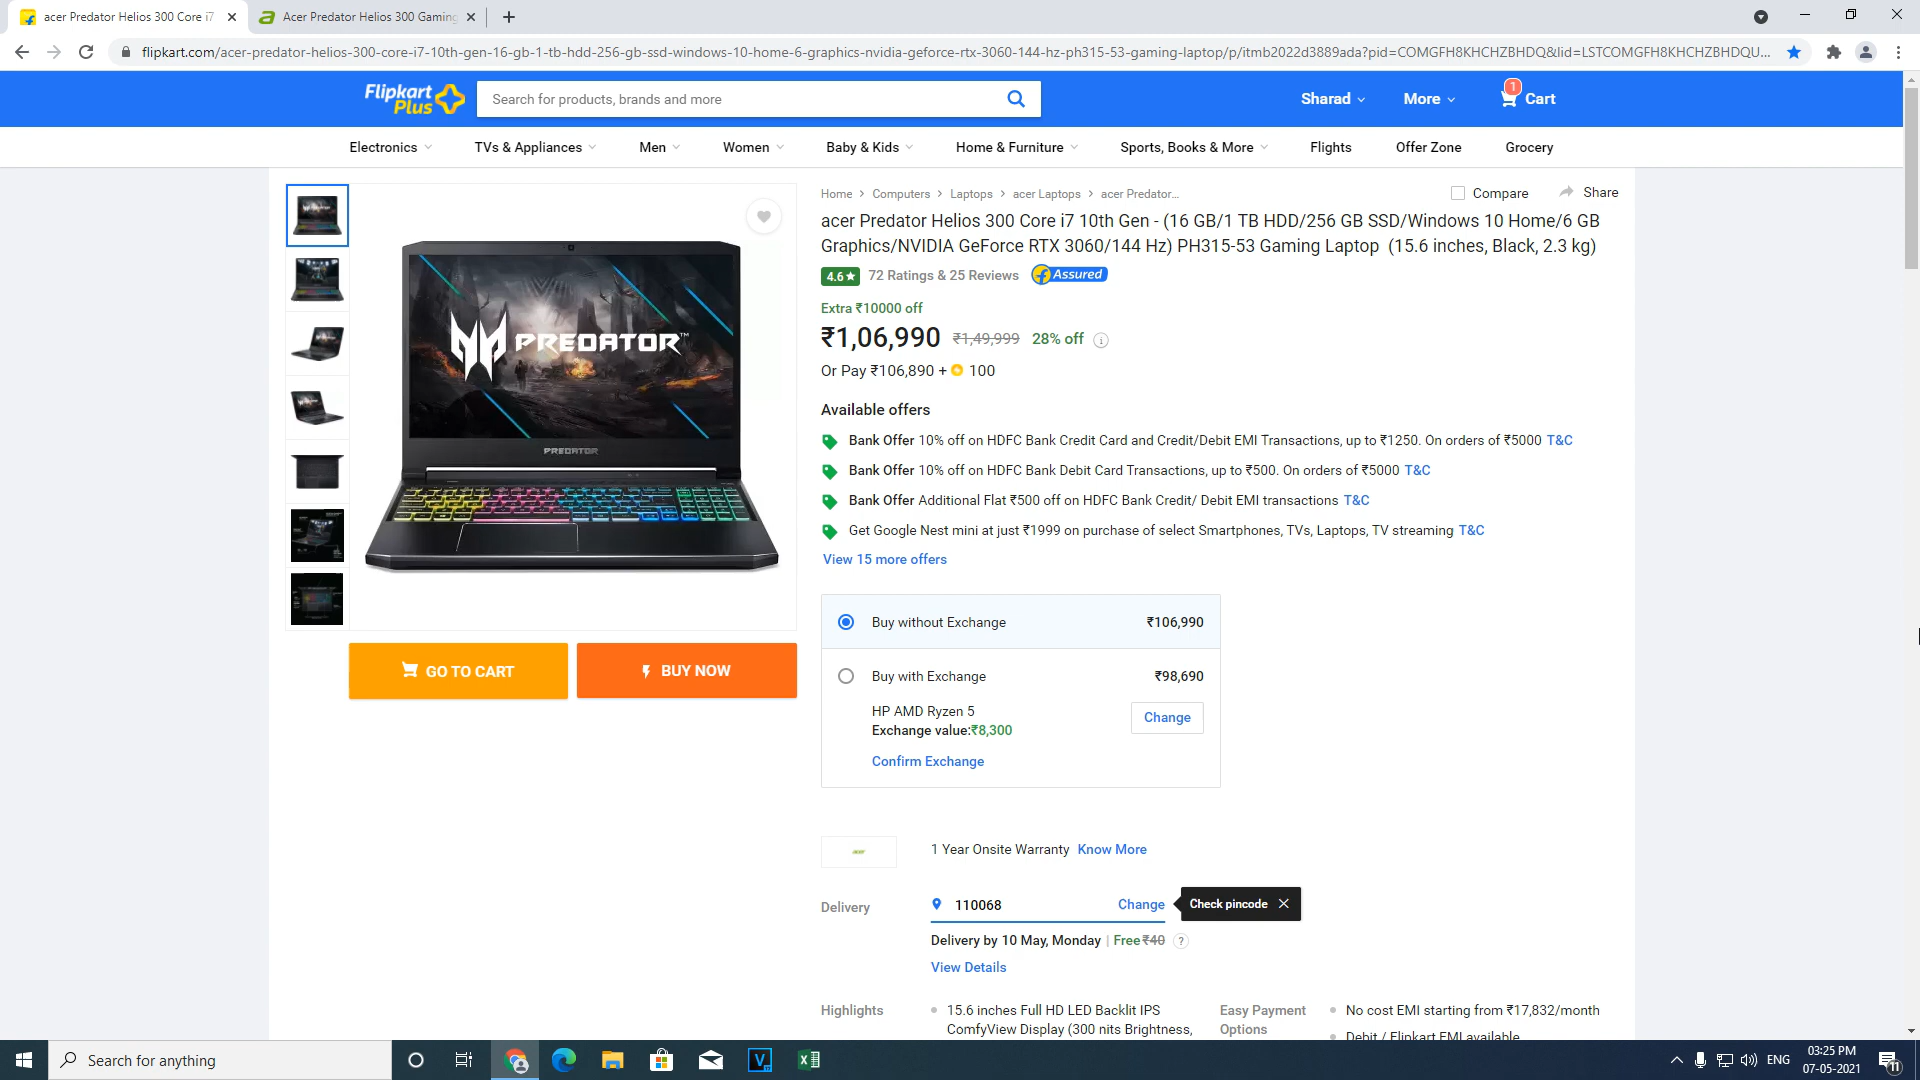 acer Predator Helios 300 Core i7
Acer Predator Helios 300 Gaming
flipkart.com/acer-predator-helios-300-core-i7-10th-gen-16-gb-1-tb-hdd-256-gb-ssd-windows-10-home-6-graphics-nvidia-geforce-rtx-3060-144-hz-ph315-53-gaming-laptop/p/itmb2022d3889ada?pid=COMGFH8KHCHZBHDQ&lid=LSTCOMGFH8KHCHZBHDQU...
Flipkart
Plus
Search for products, brands and more
Sharad
More
1
Cart
Electronics
TVs & Appliances
Men
Women
Baby & Kids
Home & Furniture
Sports, Books & More
Flights
Offer Zone
Grocery
Home > Computers > Laptops > acer Laptops > acer Predator...
Compare
Share
acer Predator Helios 300 Core i7 10th Gen - (16 GB/1 TB HDD/256 GB SSD/Windows 10 Home/6 GB
Graphics/NVIDIA GeForce RTX 3060/144 Hz) PH315-53 Gaming Laptop (15.6 inches, Black, 2.3 kg)
4.6★ 72 Ratings & 25 Reviews Assured
Extra ₹10000 off
₹1,06,990 ₹1,49,999 28% off
Or Pay ₹106,890 + 100
PREDATOR™
PREDATOR
Available offers
Bank Offer 10% off on HDFC Bank Credit Card and Credit/Debit EMI Transactions, up to ₹1250. On orders of ₹5000 T&C
Bank Offer 10% off on HDFC Bank Debit Card Transactions, up to ₹500. On orders of ₹5000 T&C
Bank Offer Additional Flat ₹500 off on HDFC Bank Credit/ Debit EMI transactions T&C
Get Google Nest mini at just ₹1999 on purchase of select Smartphones, TVs, Laptops, TV streaming T&C
View 15 more offers
Buy without Exchange ₹106,990
Buy with Exchange ₹98,690
HP AMD Ryzen 5
Exchange value:₹8,300
Change
Confirm Exchange
GO TO CART
BUY NOW
acer
1 Year Onsite Warranty Know More
Delivery
110068
Change
Check pincode
Delivery by 10 May, Monday | Free ₹40 ?
View Details
Highlights
15.6 inches Full HD LED Backlit IPS
ComfyView Display (300 nits Brightness,
Easy Payment
Options
No cost EMI starting from ₹17,832/month
Debit / Flipkart EMI available
Search for anything
ENG
03:25 PM
07-05-2021
11